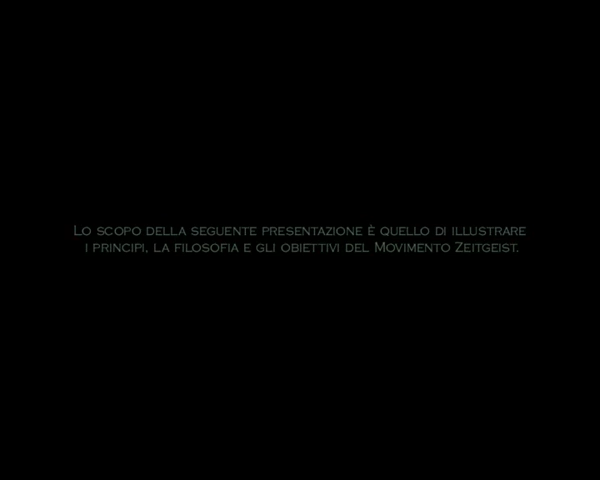 Lo scopo della seguente presentazione è quello di illustrare
i principi, la filosofia e gli obiettivi del Movimento Zeitgeist.